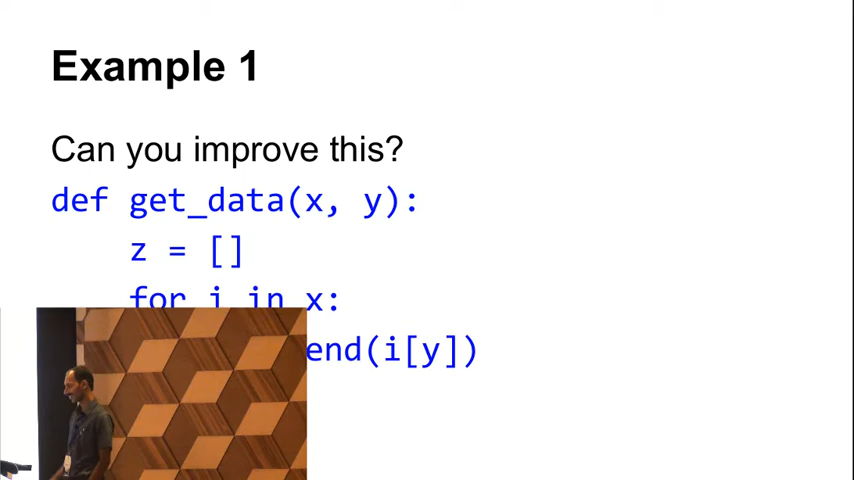 Example 1
Can you improve this?
def get_data(x, y):
z = []
for i in x:
end(i[y])